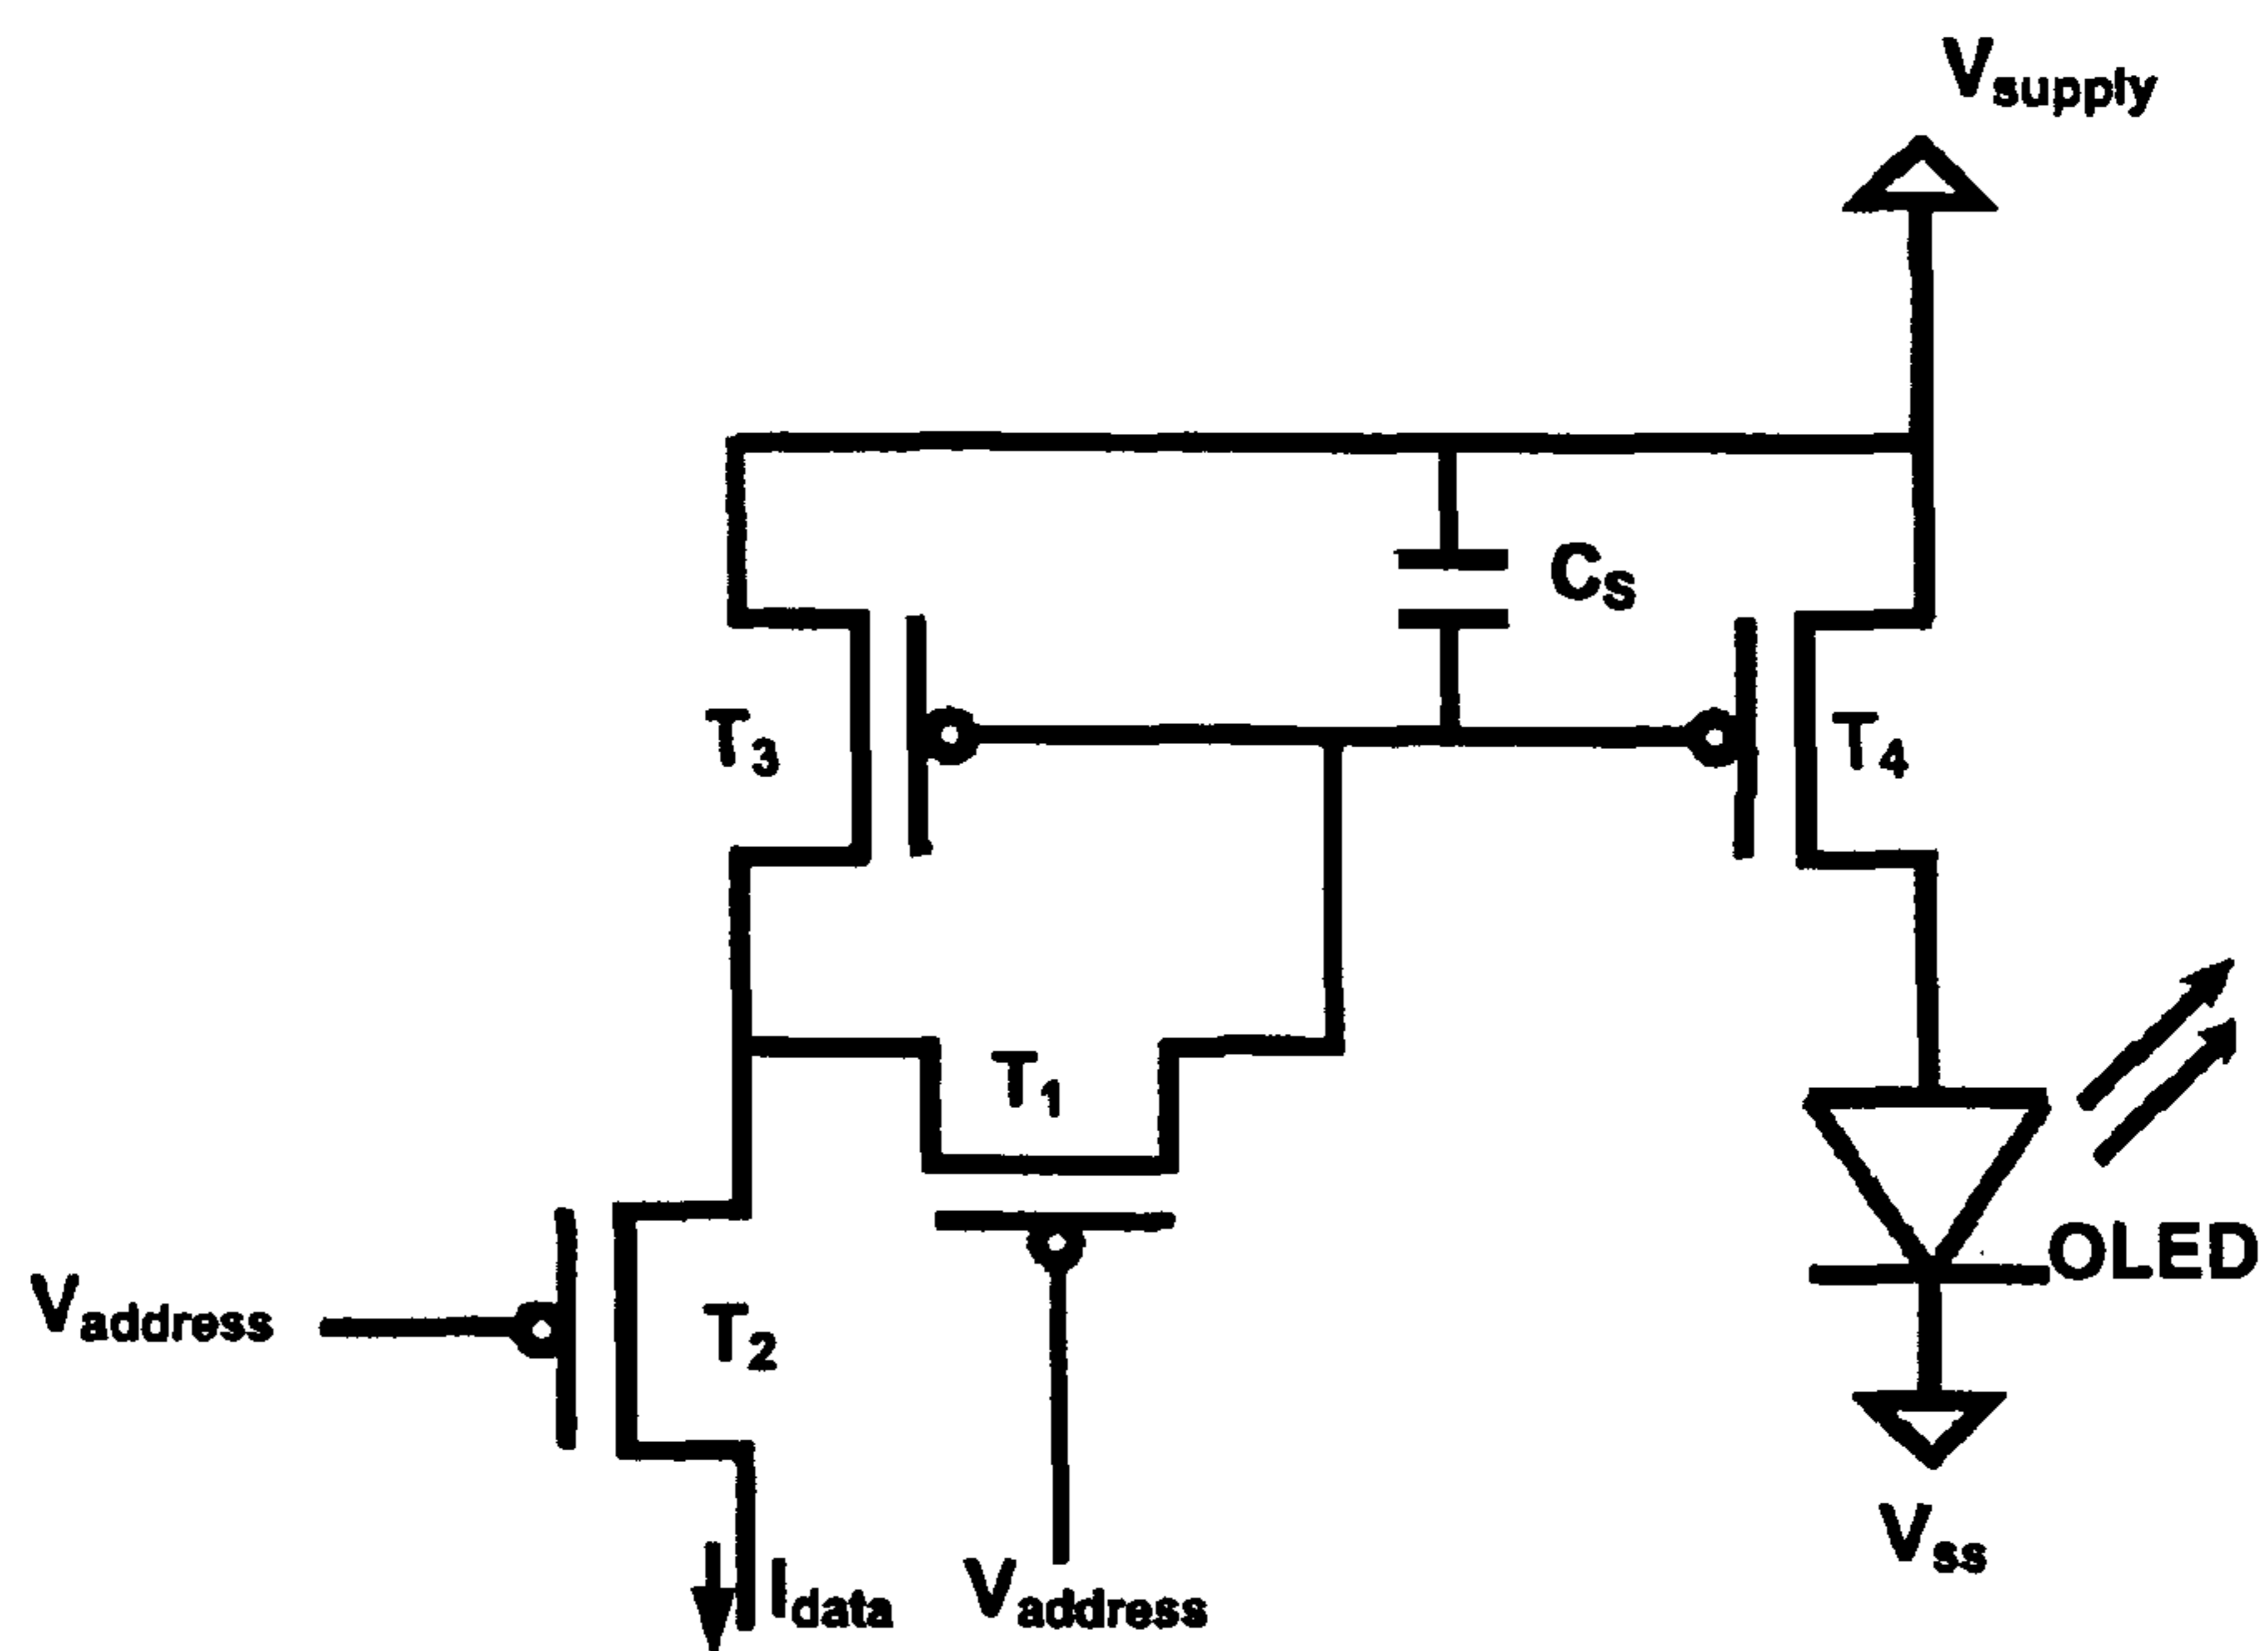 Vsupply
CS
T3
T4
T1
OLED
Vaddress
T2
Vss
Idata
Vaddress